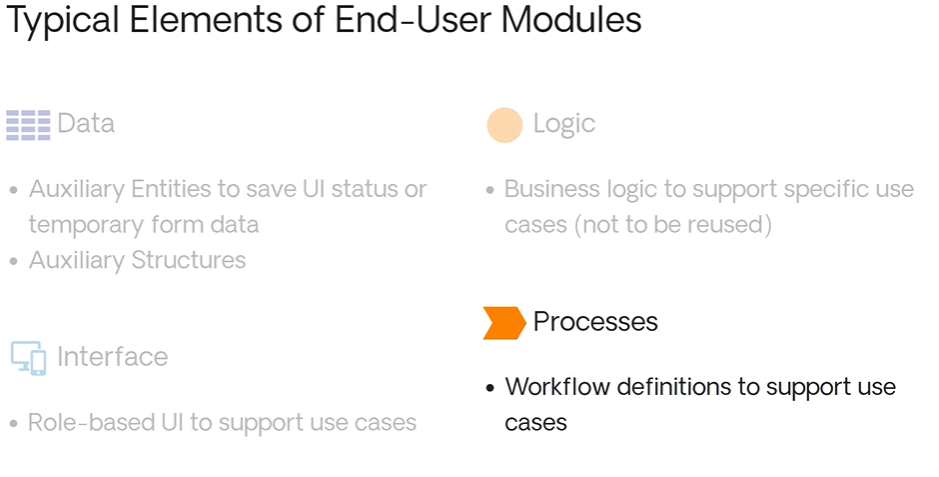 Typical Elements of End-User Modules
Data
• Auxiliary Entities to save UI status or
temporary form data
• Auxiliary Structures
Interface
• Role-based UI to support use cases
Logic
• Business logic to support specific use
cases (not to be reused)
Processes
• Workflow definitions to support use
cases